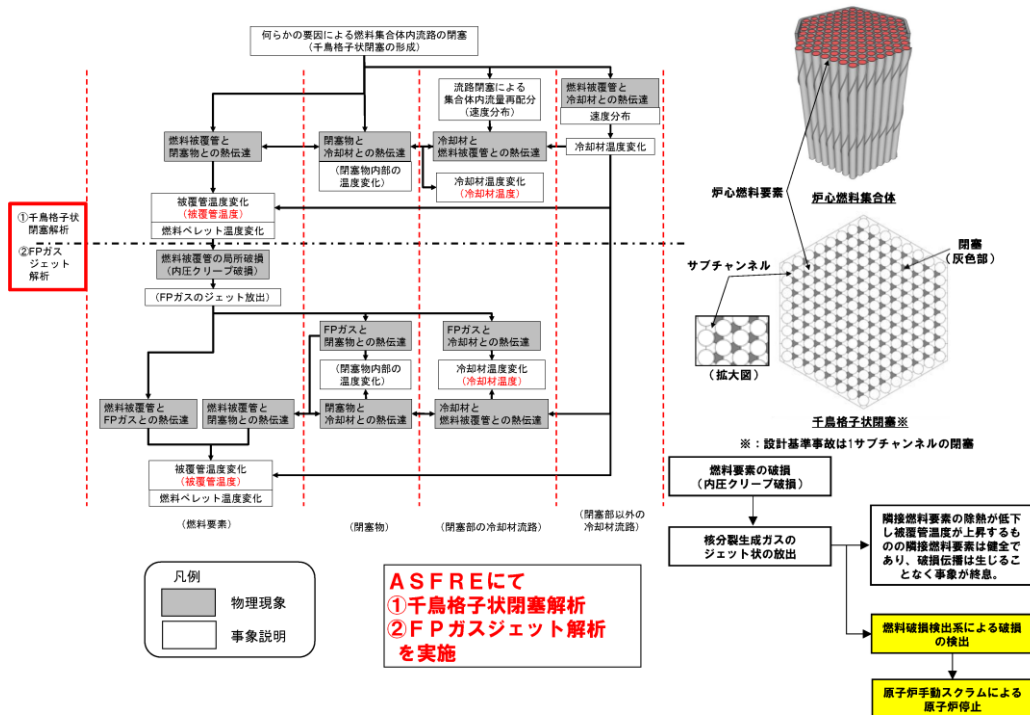 何らかの要因による燃料集合体内流路の閉塞
(千鳥格子状閉塞の形成)
流路閉塞による
集合体内流量再配分
(速度分布)
燃料被覆管と
冷却材との熱伝達
速度分布
燃料被覆管と
閉塞物との熱伝達
閉塞物と
冷却材との熱伝達
(閉塞物内部の
温度変化)
冷却材と
燃料被覆管との熱伝達
冷却材温度変化
冷却材温度変化
(冷却材温度)
被覆管温度変化
(被覆管温度)
燃料ペレット温度変化
①千鳥格子状
閉塞解析
②FPガス
ジェット
解析
燃料被覆管の局所破損
(内圧クリープ破損)
(FPガスのジェット放出)
FPガスと
閉塞物との熱伝達
(閉塞物内部の
温度変化)
FPガスと
冷却材との熱伝達
冷却材温度変化
(冷却材温度)
燃料被覆管と
FPガスとの熱伝達
燃料被覆管と
閉塞物との熱伝達
閉塞物と
冷却材との熱伝達
冷却材と
燃料被覆管との熱伝達
被覆管温度変化
(被覆管温度)
燃料ペレット温度変化
(燃料要素)
(閉塞物)
(閉塞部の冷却材流路)
(閉塞部以外の
冷却材流路)
凡例
物理現象
事象説明
ASFREにて
①千鳥格子状閉塞解析
②FPガスジェット解析
を実施
炉心燃料要素
炉心燃料集合体
サブチャンネル
閉塞
(灰色部)
(拡大図)
千鳥格子状閉塞※
※:設計基準事故は1サブチャンネルの閉塞
燃料要素の破損
(内圧クリープ破損)
核分裂生成ガスの
ジェット状の放出
隣接燃料要素の除熱が低下
し被覆管温度が上昇するも
のの隣接燃料要素は健全で
あり、破損伝播は生じるこ
となく事象が終息。
燃料破損検出系による破損
の検出
原子炉手動スクラムによる
原子炉停止